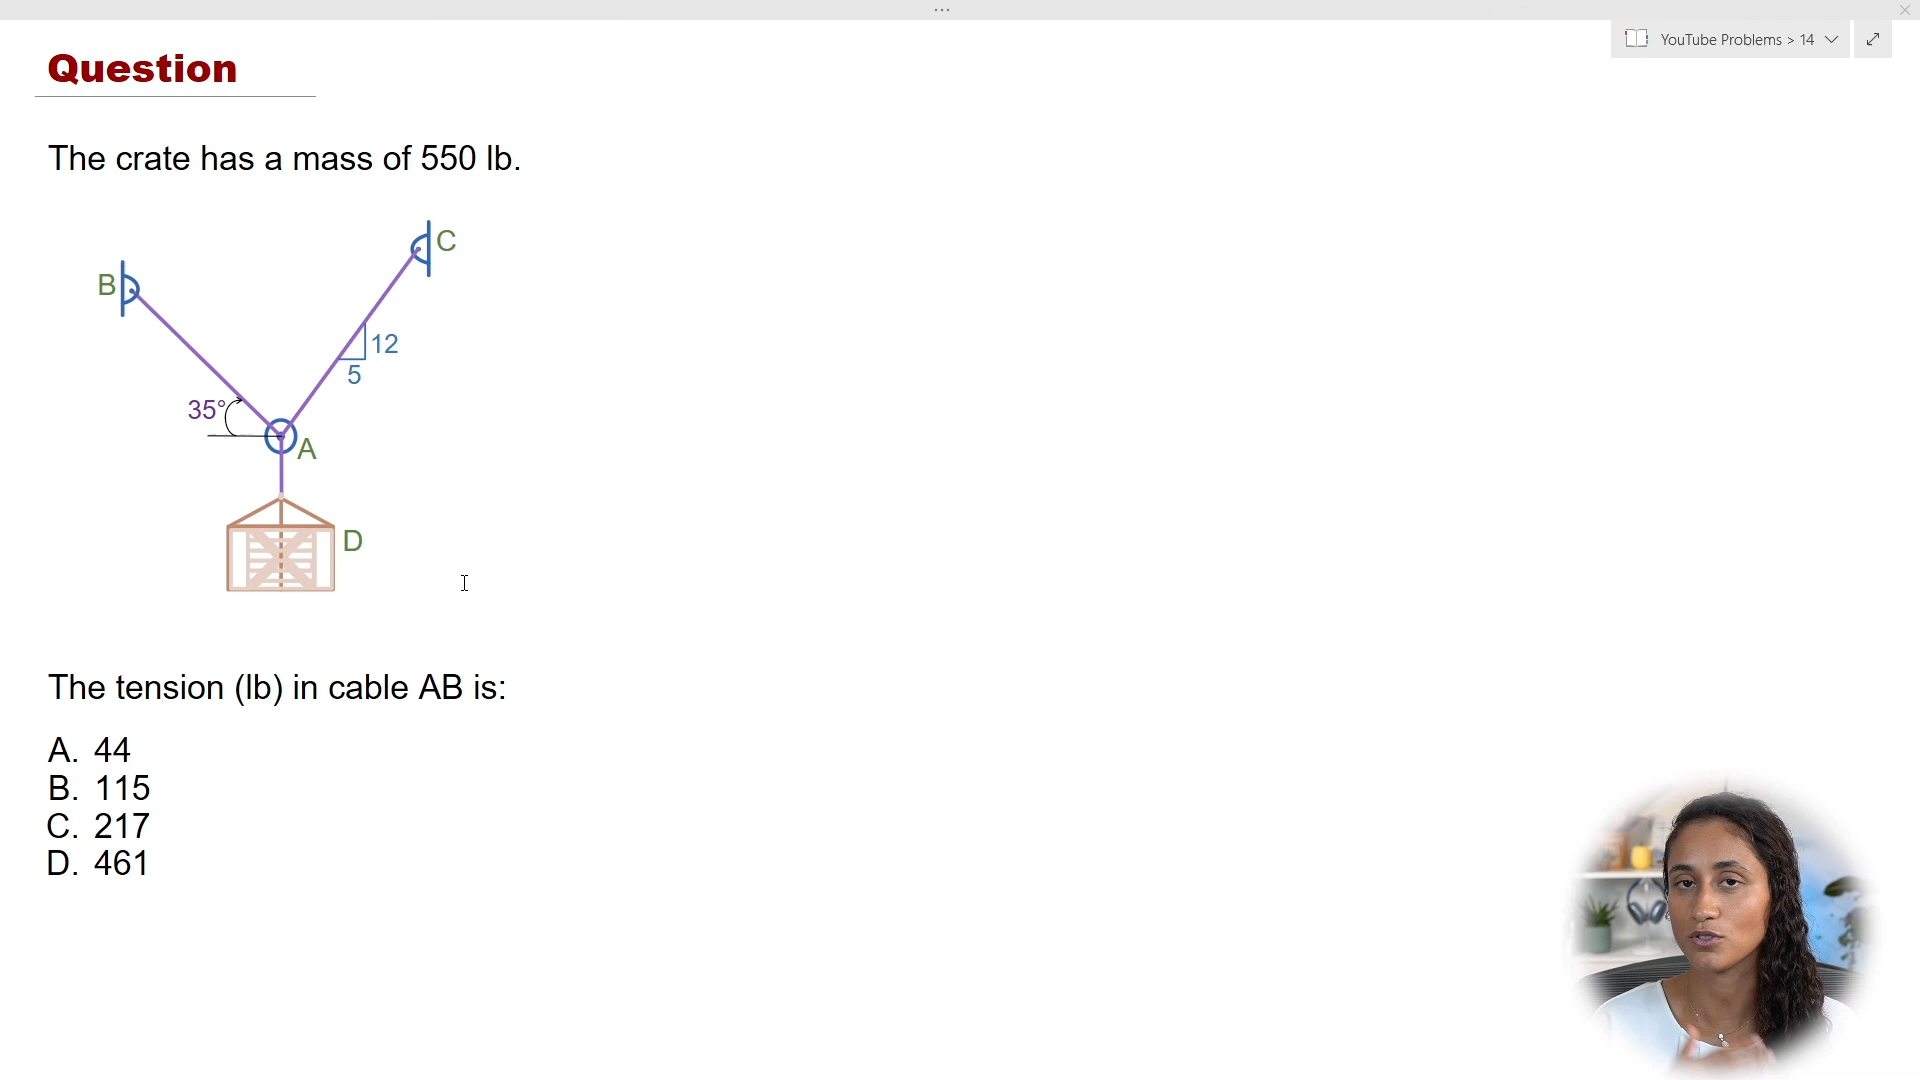 YouTube Problems > 14
Question
The crate has a mass of 550 lb.
C
B
12
5
35°
A
D
The tension (lb) in cable AB is:
A. 44
B. 115
C. 217
D. 461